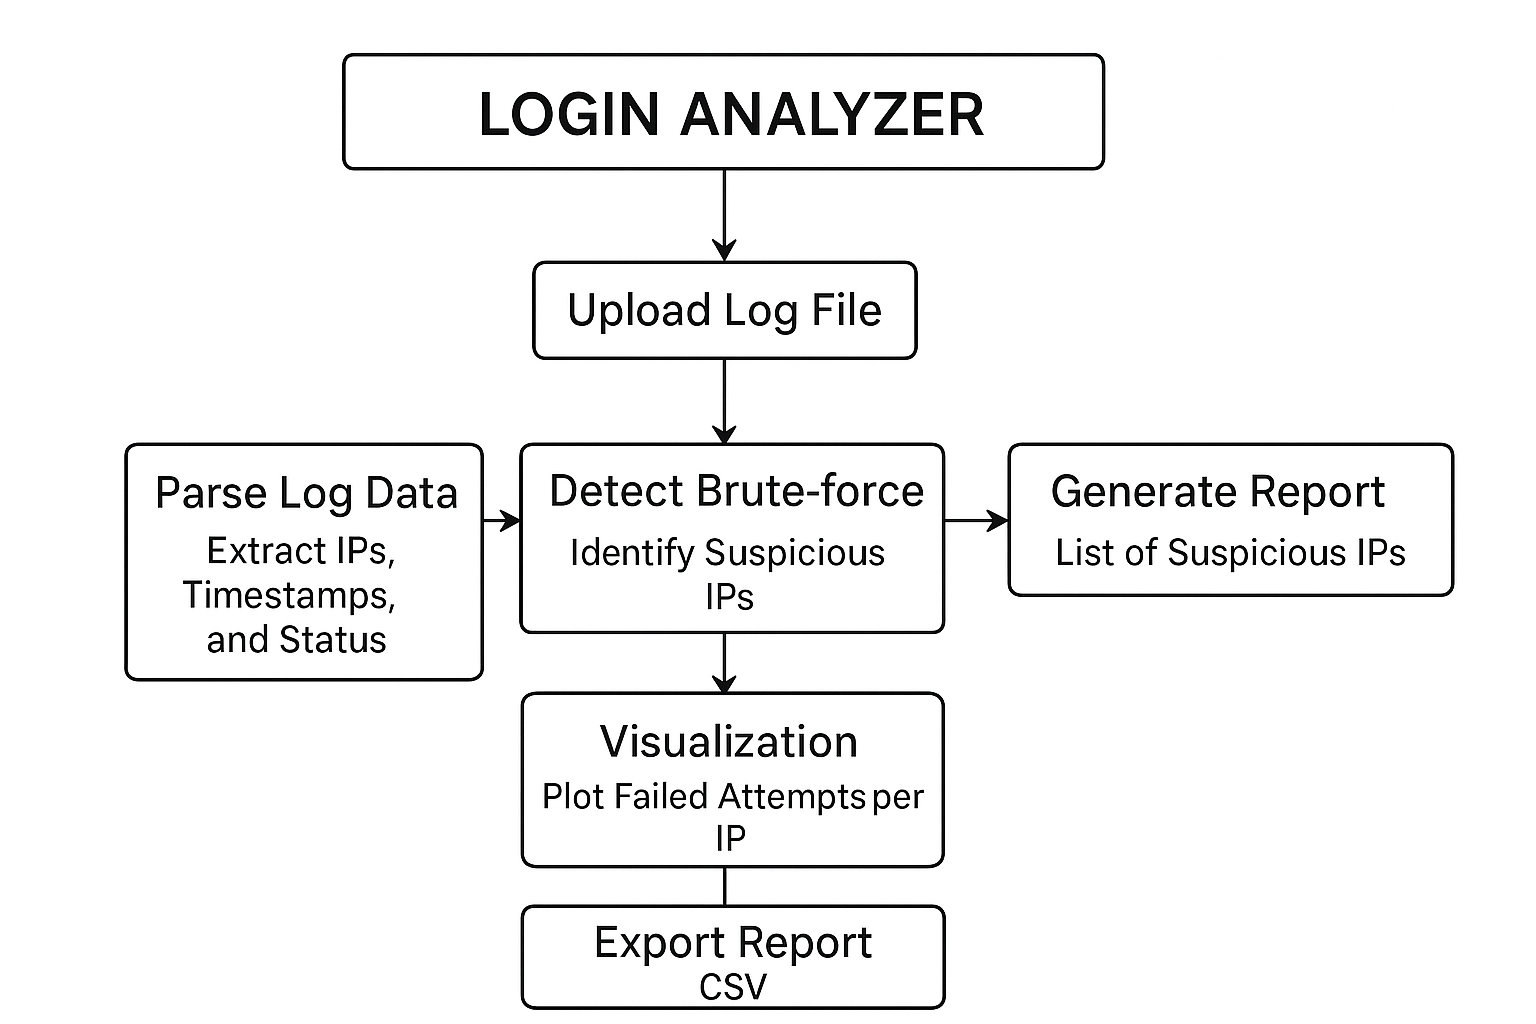 LOGIN ANALYZER
Upload Log File
Parse Log Data
Extract IPs,
Timestamps,
and Status
Detect Brute-force
Identify Suspicious
IPs
Generate Report
List of Suspicious IPs
Visualization
Plot Failed Attempts per
IP
Export Report
CSV